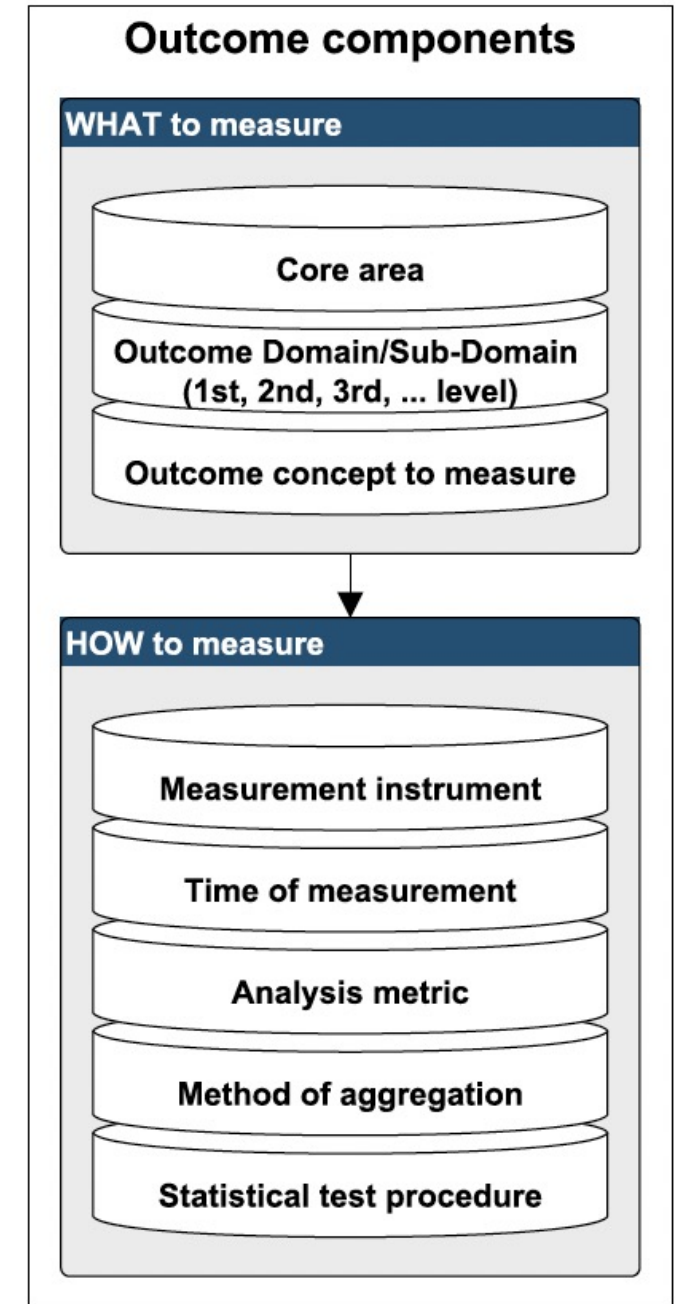 Outcome components
WHAT to measure
Core area
Outcome Domain/Sub-Domain
(1st, 2nd, 3rd, ... level)
Outcome concept to measure
HOW to measure
Measurement instrument
Time of measurement
Analysis metric
Method of aggregation
Statistical test procedure